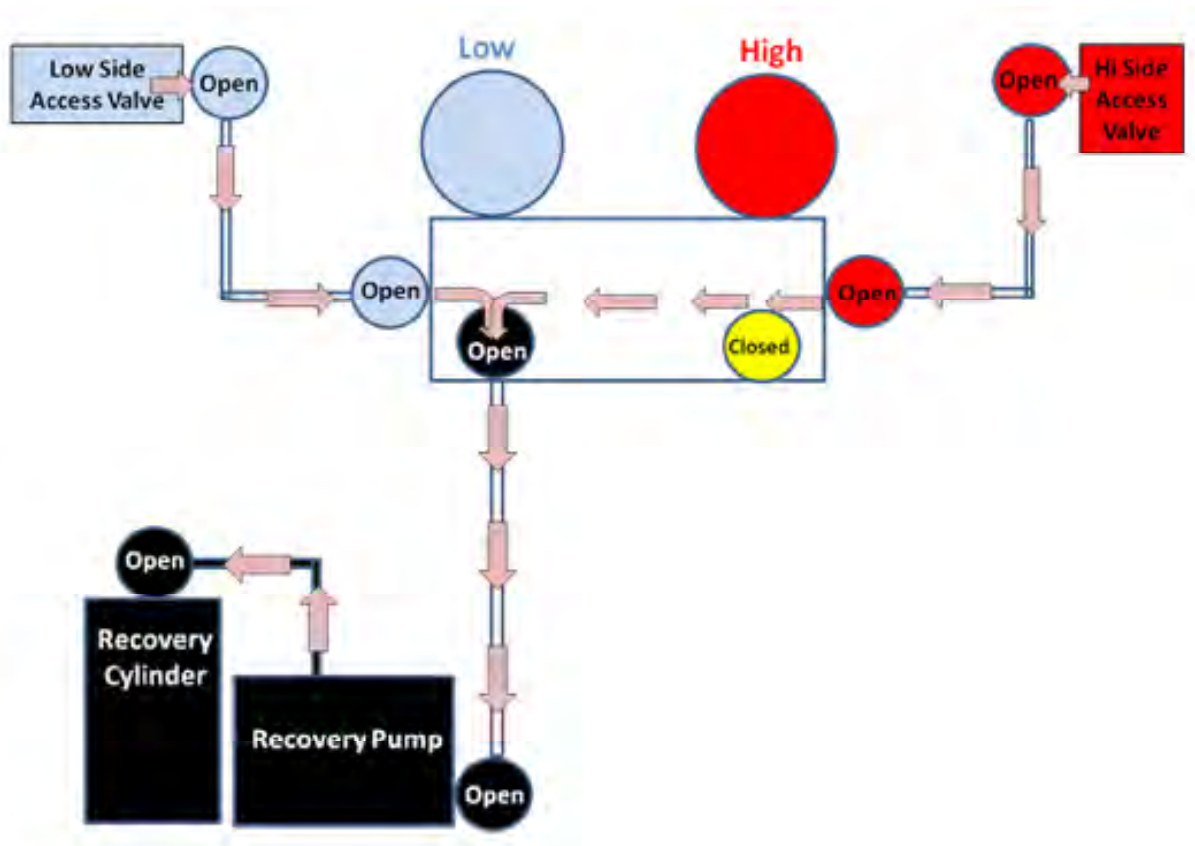 Low
High
Low Side
Access Valve
Open
Open
Hi Side
Access
Valve
Open
Open
Open
Closed
Open
Recovery
Cylinder
Recovery Pump
Open